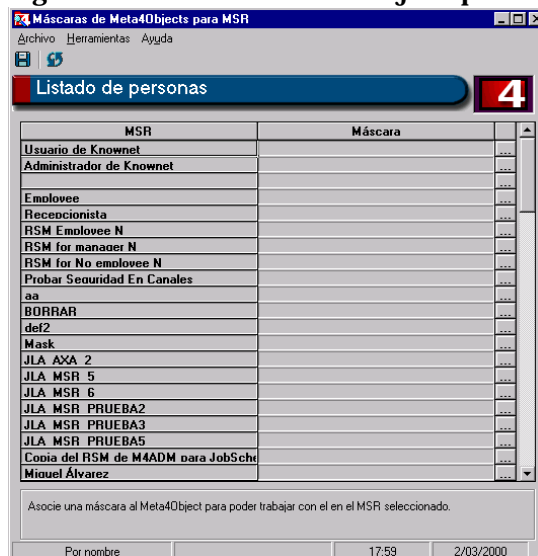 Máscaras de Meta4Objects para MSR
Archivo Herramientas Ayuda
Listado de personas
4
MSR Máscara
Usuario de Knownet ...
Administrador de Knownet ...
...
Employee ...
Recepcionista ...
RSM Employee N ...
RSM for manager N ...
RSM for No employee N ...
Probar Seguridad En Canales ...
aa ...
BORRAR ...
def2 ...
Mask ...
JLA AXA 2 ...
JLA MSR 5 ...
JLA MSR 6 ...
JLA MSR PRUEBA2 ...
JLA MSR PRUEBA3 ...
JLA MSR PRUEBA5 ...
Copia del RSM de M4ADM para JobSche ...
Miguel Álvarez ...
Asocie una máscara al Meta4Object para poder trabajar con el en el MSR seleccionado.
Por nombre 17:59 2/03/2000